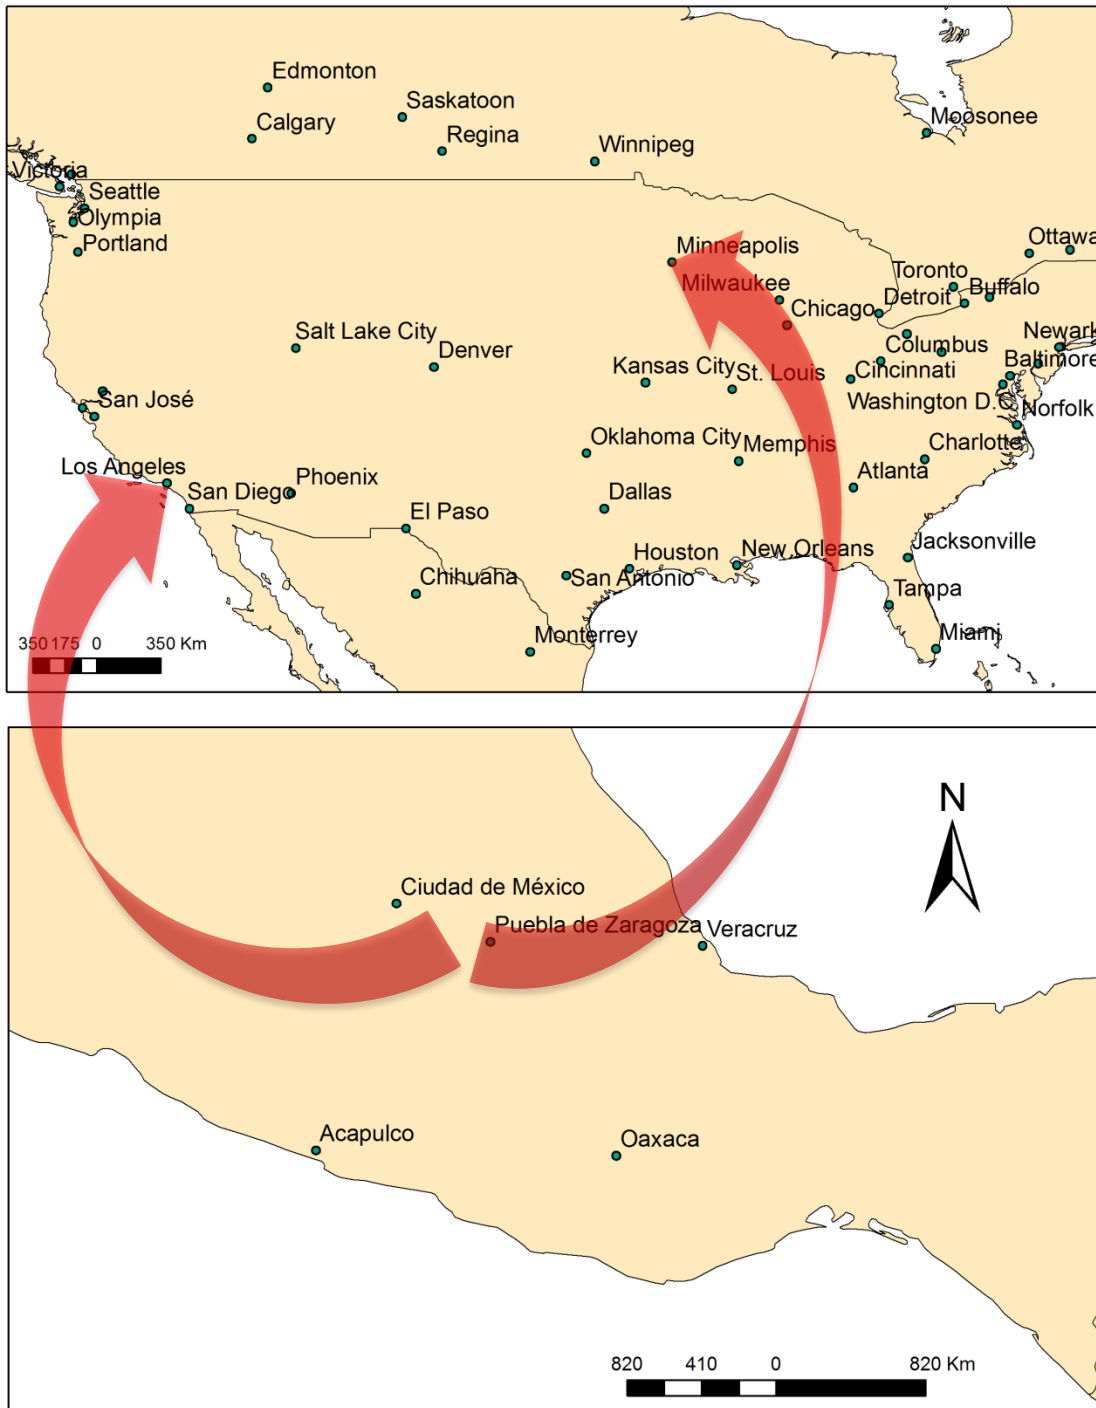 Edmonton
Saskatoon
Calgary
Regina
Moosonee
Winnipeg
Victoria
Seattle
Olympia
Portland
Minneapolis
Ottawa
Milwaukee
Toronto
Buffalo
Chicago
Detroit
Salt Lake City
Denver
Columbus
Newark
Kansas City
St. Louis
Cincinnati
Baltimore
San José
Washington D.C.
Norfolk
Oklahoma City
Memphis
Charlotte
Los Angeles
San Diego
Phoenix
Atlanta
Dallas
El Paso
Houston
New Orleans
Jacksonville
Chihuaha
San Antonio
Tampa
Monterrey
Miami
350 175 0 350 Km
N
Ciudad de México
Puebla de Zaragoza
Veracruz
Acapulco
Oaxaca
820 410 0 820 Km